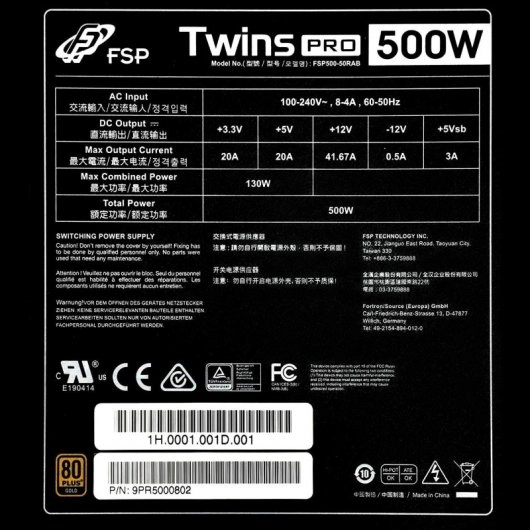 FSP
Twins PRO 500W
Model No.(型號/型号/모델명): FSP500-50RAB
AC Input
交流輸入/交流输入/정격입력
100-240V~, 8-4A, 60-50Hz
DC Output
直流輸出/直流输出
+3.3V +5V +12V -12V +5Vsb
Max Output Current
最大電流/最大电流/정격출력
20A 20A 41.67A 0.5A 3A
Max Combined Power
最大功率/最大功率
130W
Total Power
額定功率/额定功率
500W
SWITCHING POWER SUPPLY
Caution! Don't remove the cover by yourself! Fixing has
to be done by qualified personnel only. No parts were
used that need any maintenance.
Attention ! Veuillez ne pas ouvrir le bloc. Seul du personnel
qualifié est habilité à effectuer des réparations. Les
composants utilisés ne requièrent aucun entretien.
Warnung!VOR DEM ÖFFNEN DES GERÄTES NETZSTECKER
ZIEHEN. KEINE VERWENDETEN BAUTEILE ENTHALTEN
SERVICEARBEITEN NUR DURCH FACHPERSONAL!
交換式電源供應器
注意:請勿自行開啟電源外殼,否則不予保固!
开关电源供应器
注意:勿自行开启电源外壳,否则不予保固!
FSP TECHNOLOGY INC.
NO. 22, Jianguo East Road, Taoyuan City,
Taiwan 330
Tel: +886-3-3759888
全漢企業股份有限公司/全汉企业股份有限公司
桃園市桃園區建國東路22號
電話: 03-3759888
Fortron/Source (Europa) GmbH
Carl-Friedrich-Benz-Strasse 13, D-47877
Willich, Germany
Tel: 49-2154-894-012-0
c UL US
E190414
CE
CCC
FC
This device complies with part 15 of the FCC Rules
Operation is subject to the following two conditions.
(1) This device may not cause harmful interference,
and (2) This device must accept any interference
received, including interference that may cause
undesired operation.
1H.0001.001D.001
80 PLUS
GOLD
P/N: 9PR5000802
10
HI-POT OK
ATE OK
中國製造 / 中国制造 / Made in China